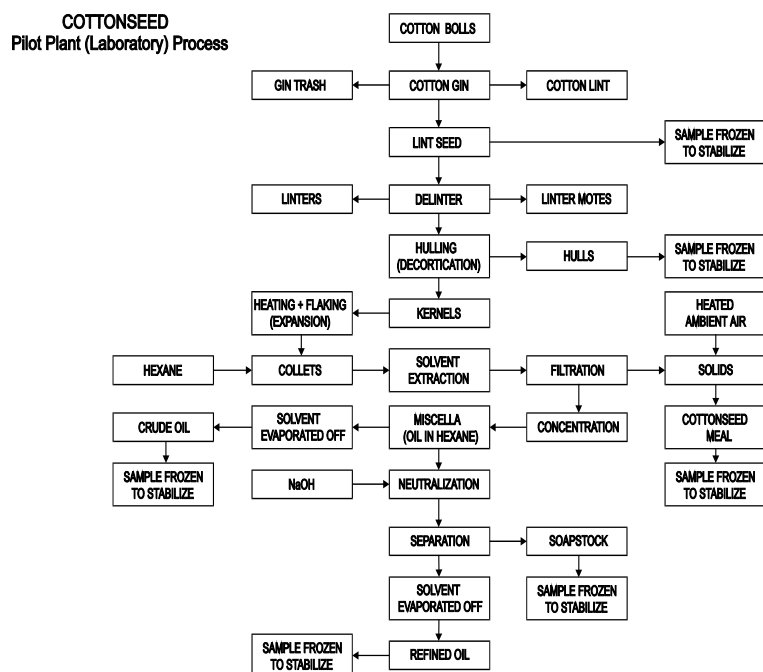 COTTONSEED
Pilot Plant (Laboratory) Process
COTTON BOLLS
GIN TRASH
COTTON GIN
COTTON LINT
LINT SEED
SAMPLE FROZEN
TO STABILIZE
LINTERS
DELINTER
LINTER MOTES
HULLING
(DECORTICATION)
HULLS
SAMPLE FROZEN
TO STABILIZE
HEATING + FLAKING
(EXPANSION)
KERNELS
HEATED
AMBIENT AIR
HEXANE
COLLETS
SOLVENT
EXTRACTION
FILTRATION
SOLIDS
CRUDE OIL
SOLVENT
EVAPORATED OFF
MISCELLA
(OIL IN HEXANE)
CONCENTRATION
COTTONSEED
MEAL
SAMPLE FROZEN
TO STABILIZE
NaOH
NEUTRALIZATION
SAMPLE FROZEN
TO STABILIZE
SEPARATION
SOAPSTOCK
SOLVENT
EVAPORATED OFF
SAMPLE FROZEN
TO STABILIZE
SAMPLE FROZEN
TO STABILIZE
REFINED OIL